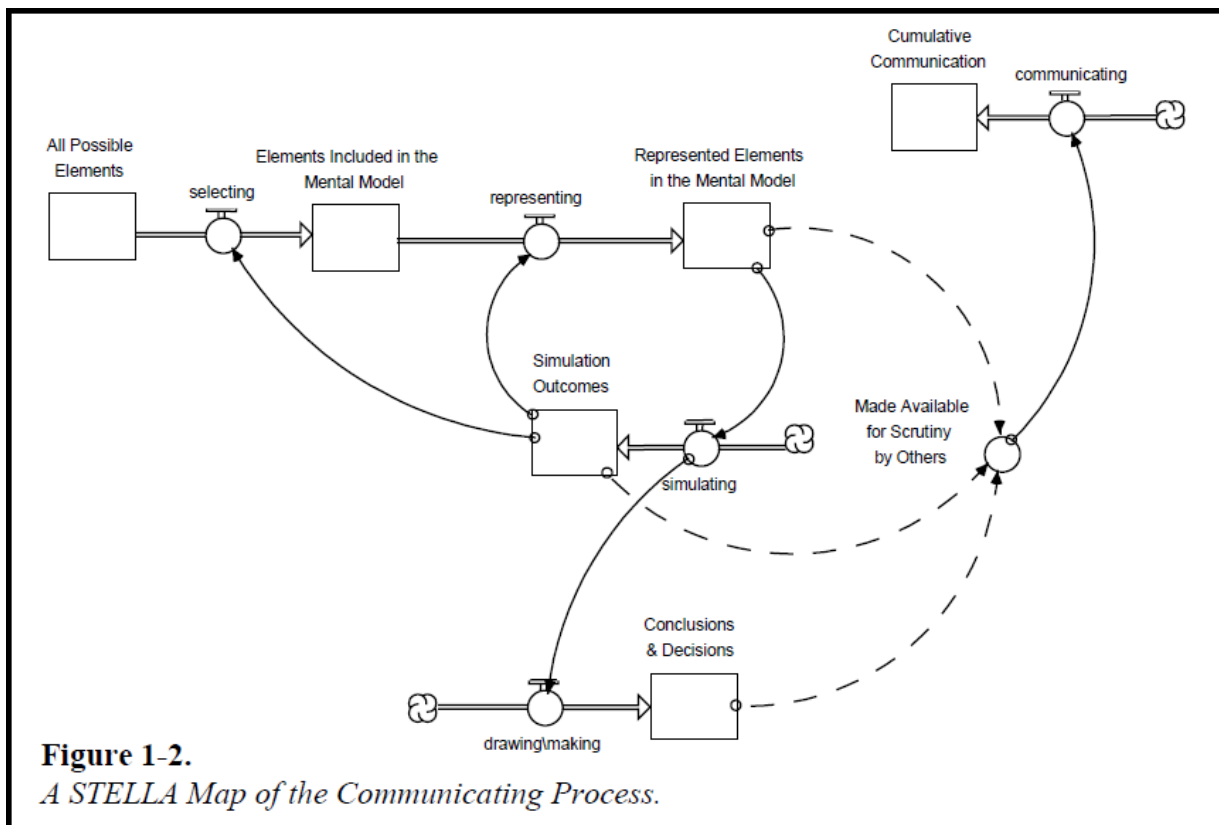 Cumulative
Communication
communicating
All Possible
Elements
selecting
Elements Included in the
Mental Model
representing
Represented Elements
in the Mental Model
Simulation
Outcomes
simulating
Made Available
for Scrutiny
by Others
Conclusions
& Decisions
drawing\making
Figure 1-2.
A STELLA Map of the Communicating Process.